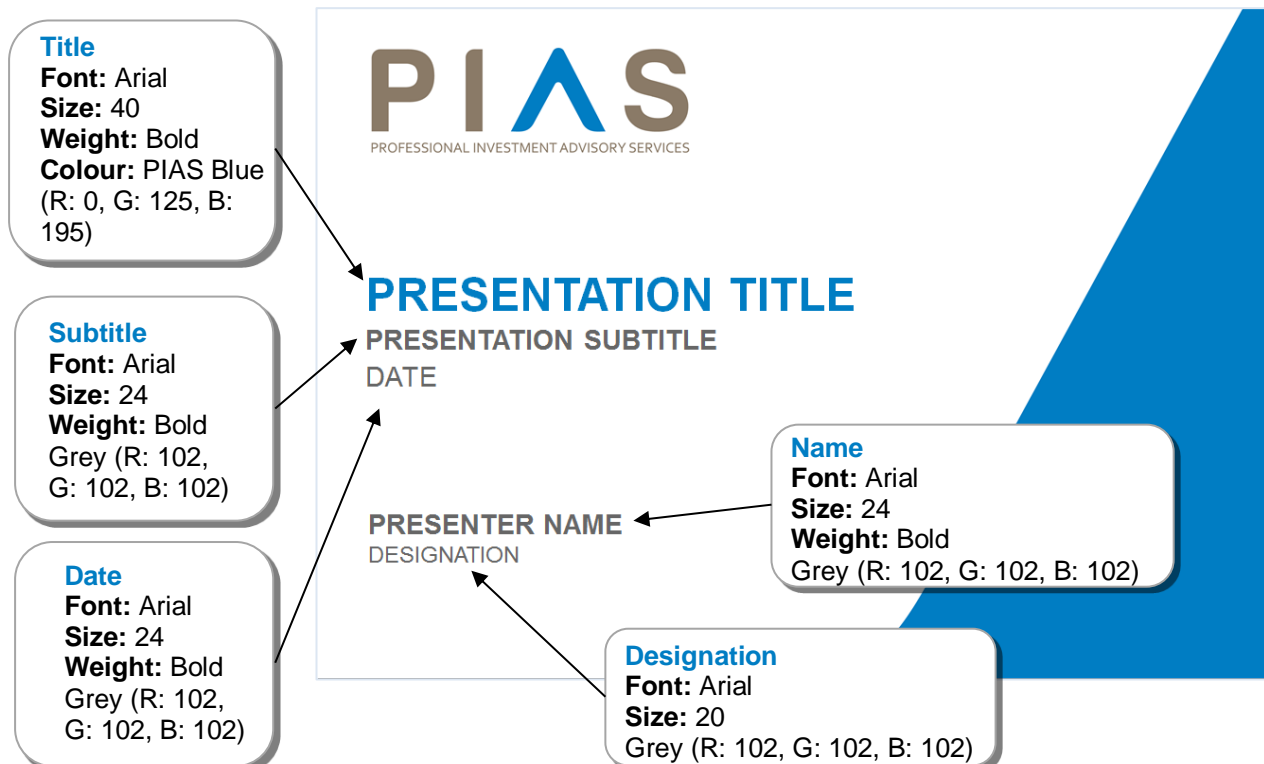 Title
Font: Arial
Size: 40
Weight: Bold
Colour: PIAS Blue
(R: 0, G: 125, B:
195)
PIAS
PROFESSIONAL INVESTMENT ADVISORY SERVICES
PRESENTATION TITLE
PRESENTATION SUBTITLE
DATE
Subtitle
Font: Arial
Size: 24
Weight: Bold
Grey (R: 102,
G: 102, B: 102)
PRESENTER NAME
DESIGNATION
Name
Font: Arial
Size: 24
Weight: Bold
Grey (R: 102, G: 102, B: 102)
Date
Font: Arial
Size: 24
Weight: Bold
Grey (R: 102,
G: 102, B: 102)
Designation
Font: Arial
Size: 20
Grey (R: 102, G: 102, B: 102)